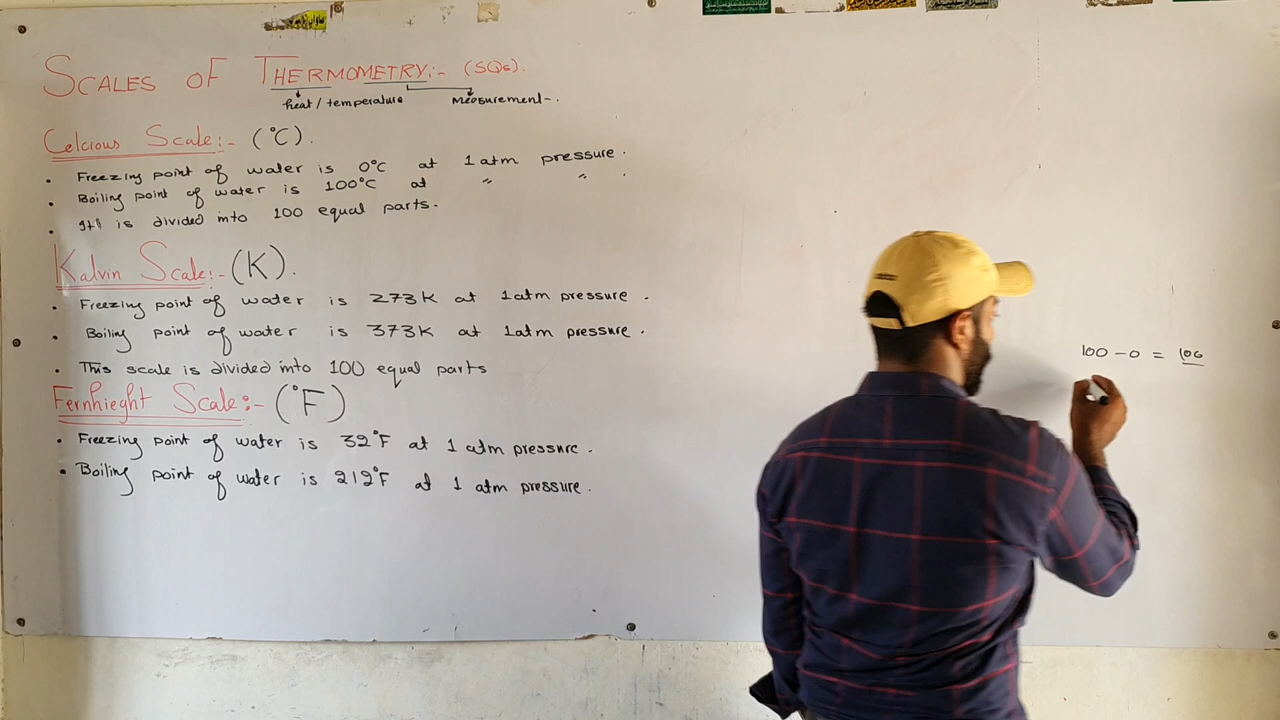 SCALES OF THERMOMETRY:- (SQs).
heat / temperature measurement-.
Celcious Scale:- (°C).
• Freezing point of water is 0°C at 1 atm pressure.
• Boiling point of water is 100°C at " " .
• It is divided into 100 equal parts.
Kalvin Scale:- (K).
• Freezing point of water is 273K at 1atm pressure .
• Boiling point of water is 373K at 1atm pressure .
• This scale is divided into 100 equal parts
Fernhieght Scale:- (°F)
• Freezing point of water is 32°F at 1 atm pressure .
• Boiling point of water is 212°F at 1 atm pressure .
100 - 0 = 100